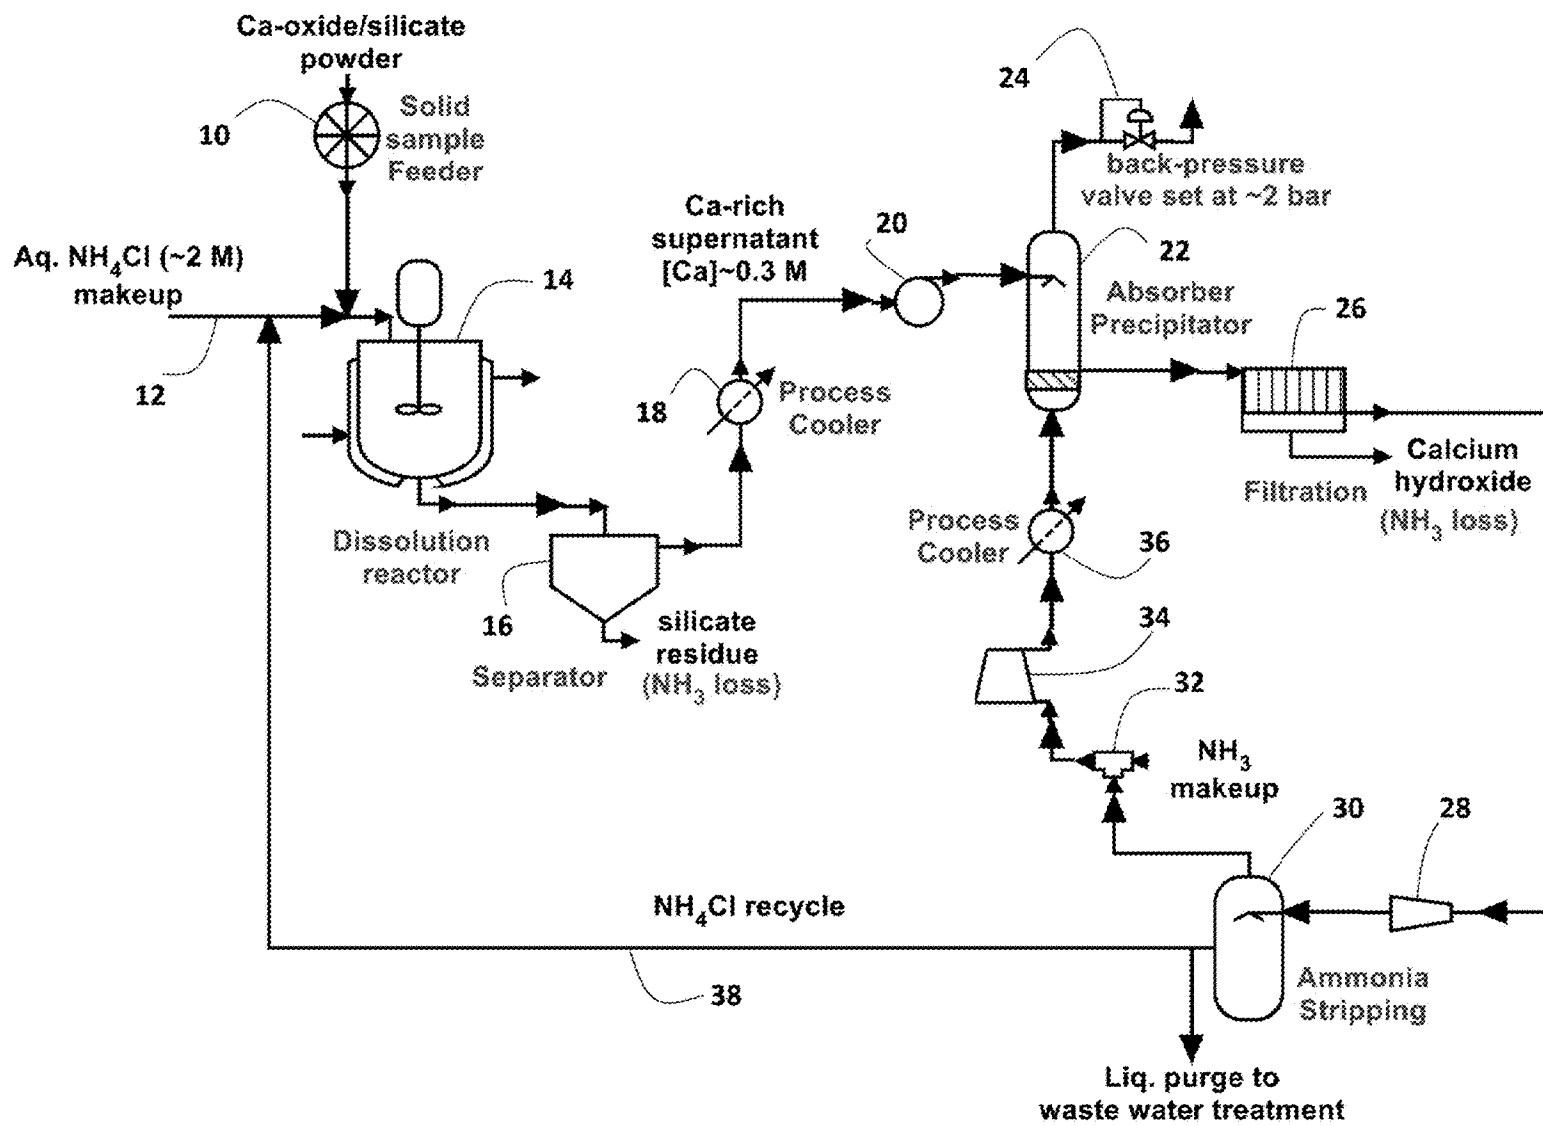 Ca-oxide/silicate
powder
10
Solid
sample
Feeder
24
back-pressure
valve set at ~2 bar
Aq. NH4Cl (~2 M)
makeup
12
14
Ca-rich
supernatant
[Ca]~0.3 M
20
22
Absorber
Precipitator
26
18
Process
Cooler
Calcium
hydroxide
(NH3 loss)
Filtration
Dissolution
reactor
16
Separator
silicate
residue
(NH3 loss)
Process
Cooler
36
34
32
NH3
makeup
30
28
NH4Cl recycle
38
Ammonia
Stripping
Liq. purge to
waste water treatment